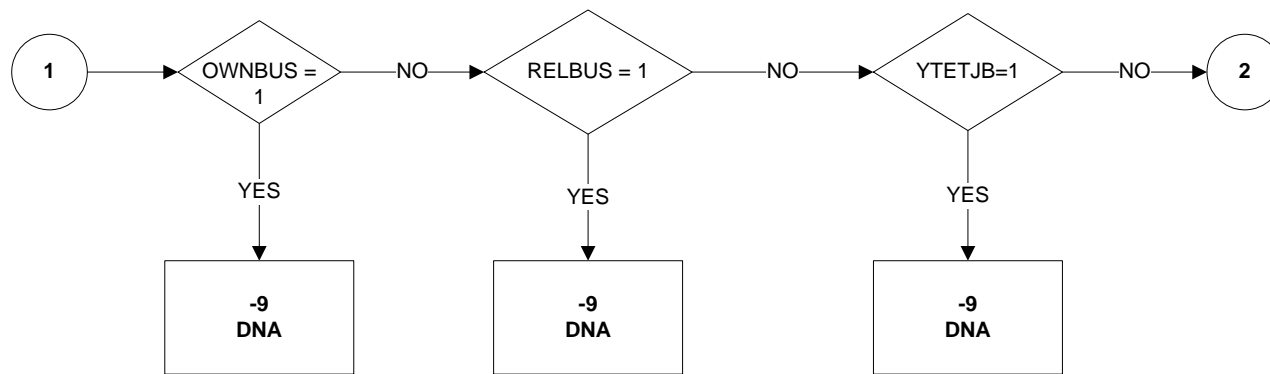 1
OWNBUS =
1
NO
RELBUS = 1
NO
YTETJB=1
NO
2
YES
YES
YES
-9
DNA
-9
DNA
-9
DNA